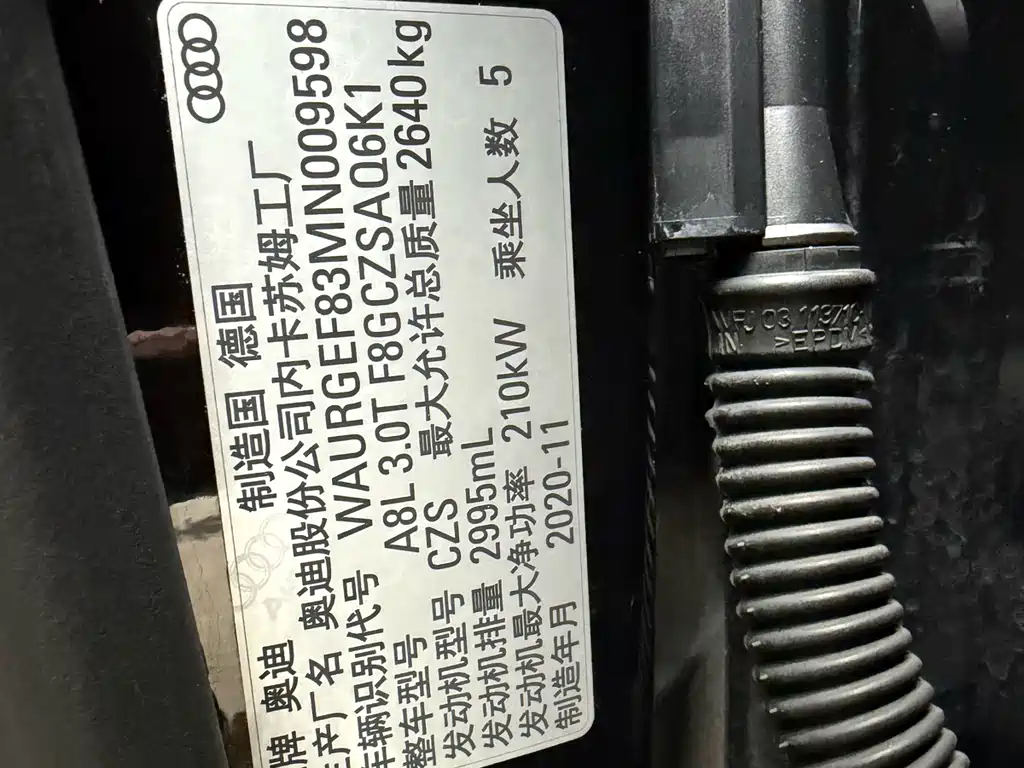 牌 奥迪 制造国 德国
生产厂名 奥迪股份公司内卡苏姆工厂
车辆识别代号 WAURGEF83MN009598
整车型号 A8L 3.0T F8GCZSA06K1
发动机型号 CZS 最大允许总质量 2640kg
发动机排量 2995mL
发动机最大净功率 210kW 乘坐人数 5
制造年月 2020-11
03 11971
>EPDM<